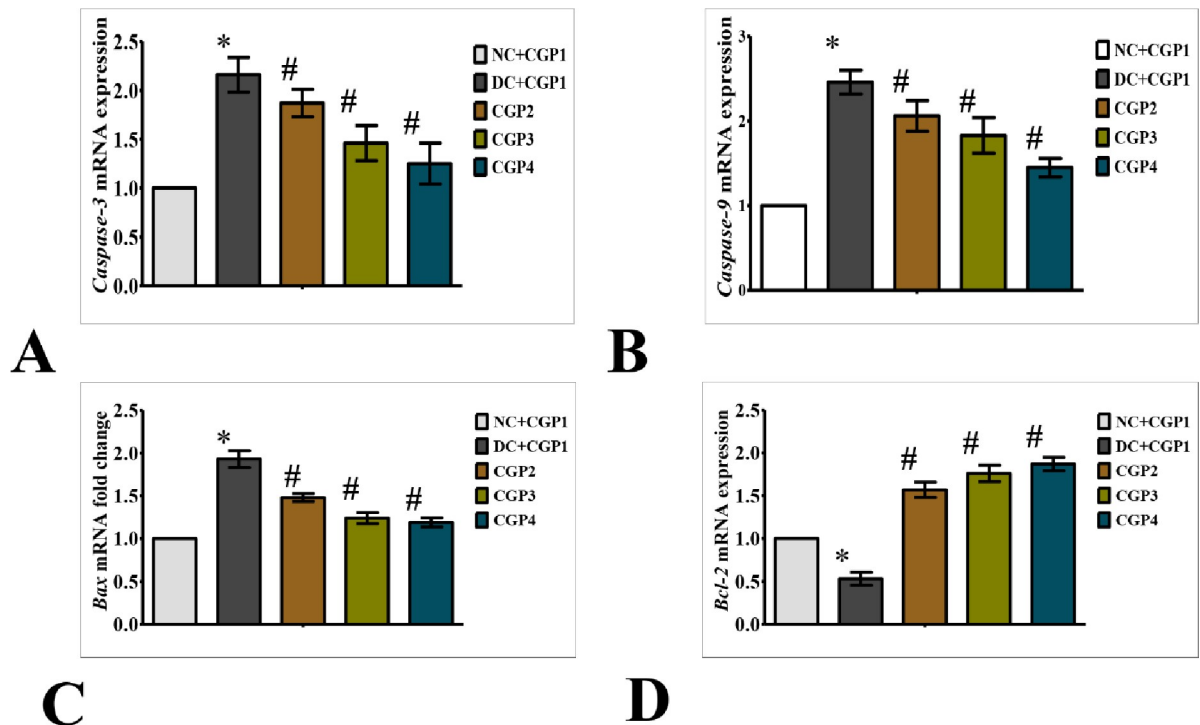 Caspase-3 mRNA expression
2.5
2.0
1.5
1.0
0.5
0.0
*
#
#
#
NC+CGP1
DC+CGP1
CGP2
CGP3
CGP4
A
Caspase-9 mRNA expression
3
2
1
0
*
#
#
#
NC+CGP1
DC+CGP1
CGP2
CGP3
CGP4
B
Bax mRNA fold change
2.5
2.0
1.5
1.0
0.5
0.0
*
#
#
#
NC+CGP1
DC+CGP1
CGP2
CGP3
CGP4
C
Bcl-2 mRNA expression
2.5
2.0
1.5
1.0
0.5
0.0
*
#
#
#
NC+CGP1
DC+CGP1
CGP2
CGP3
CGP4
D